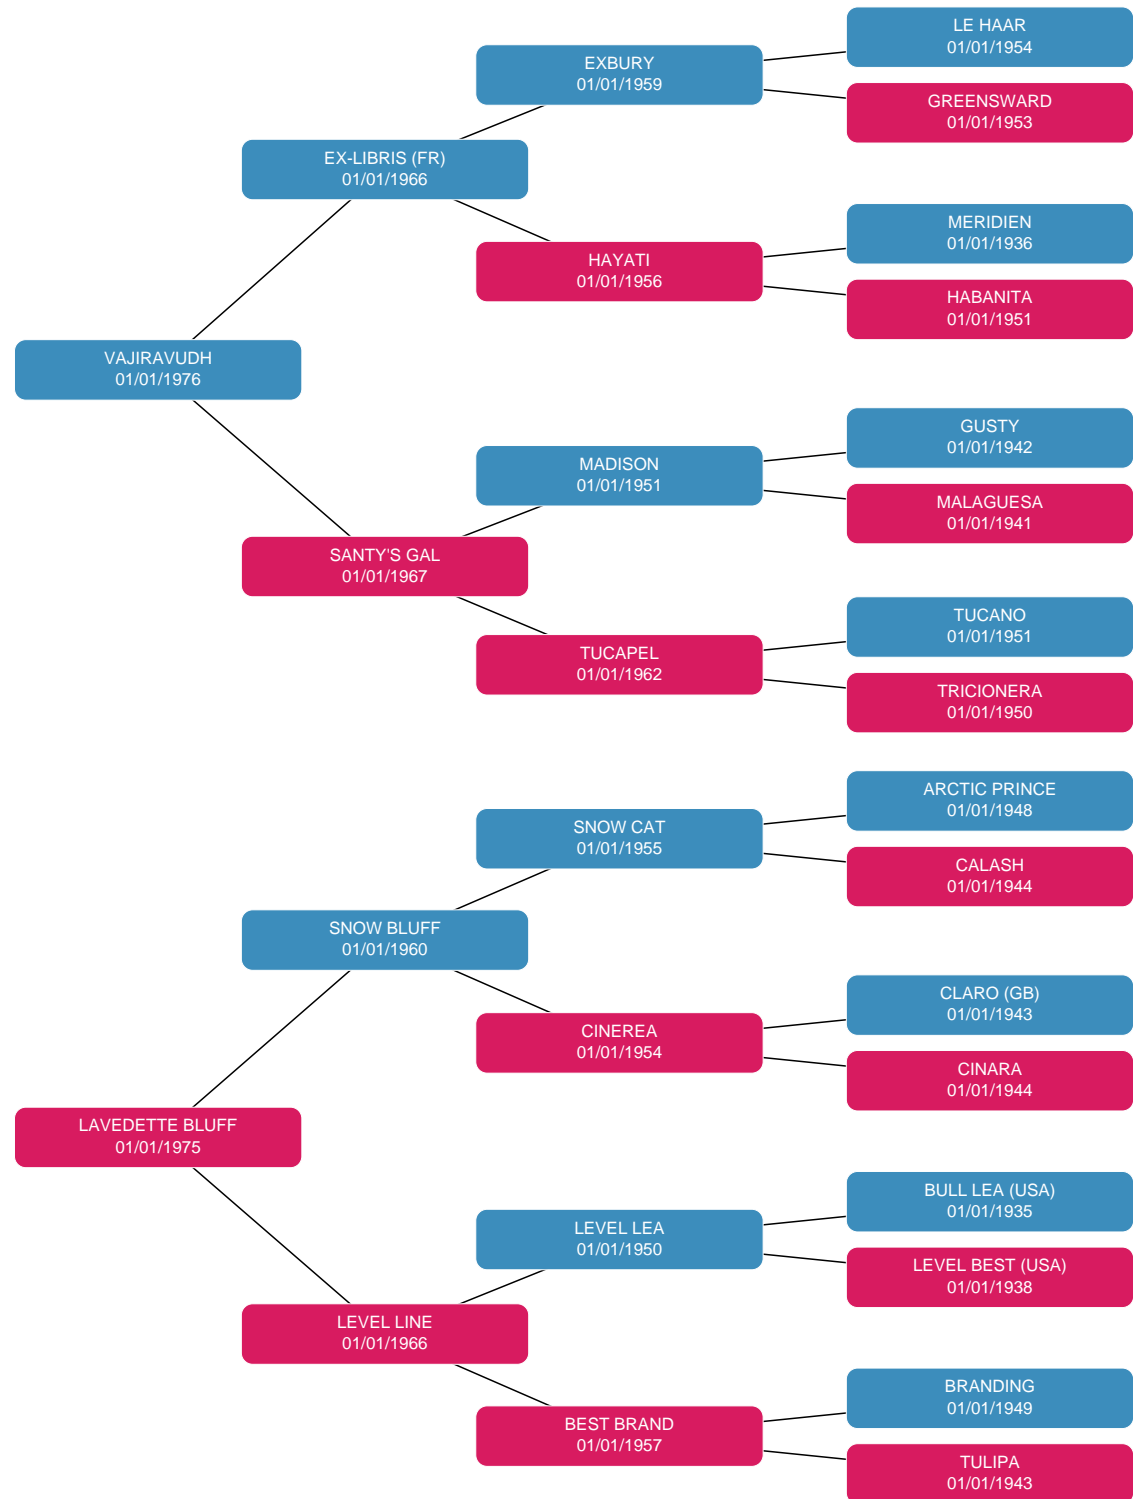 LE HAAR
01/01/1954
EXBURY
01/01/1959
GREENSWARD
01/01/1953
EX-LIBRIS (FR)
01/01/1966
MERIDIEN
01/01/1936
HAYATI
01/01/1956
HABANITA
01/01/1951
VAJIRAVUDH
01/01/1976
GUSTY
01/01/1942
MADISON
01/01/1951
MALAGUESA
01/01/1941
SANTY'S GAL
01/01/1967
TUCANO
01/01/1951
TUCAPEL
01/01/1962
TRICIONERA
01/01/1950
ARCTIC PRINCE
01/01/1948
SNOW CAT
01/01/1955
CALASH
01/01/1944
SNOW BLUFF
01/01/1960
CLARO (GB)
01/01/1943
CINEREA
01/01/1954
CINARA
01/01/1944
LAVEDETTE BLUFF
01/01/1975
BULL LEA (USA)
01/01/1935
LEVEL LEA
01/01/1950
LEVEL BEST (USA)
01/01/1938
LEVEL LINE
01/01/1966
BRANDING
01/01/1949
BEST BRAND
01/01/1957
TULIPA
01/01/1943